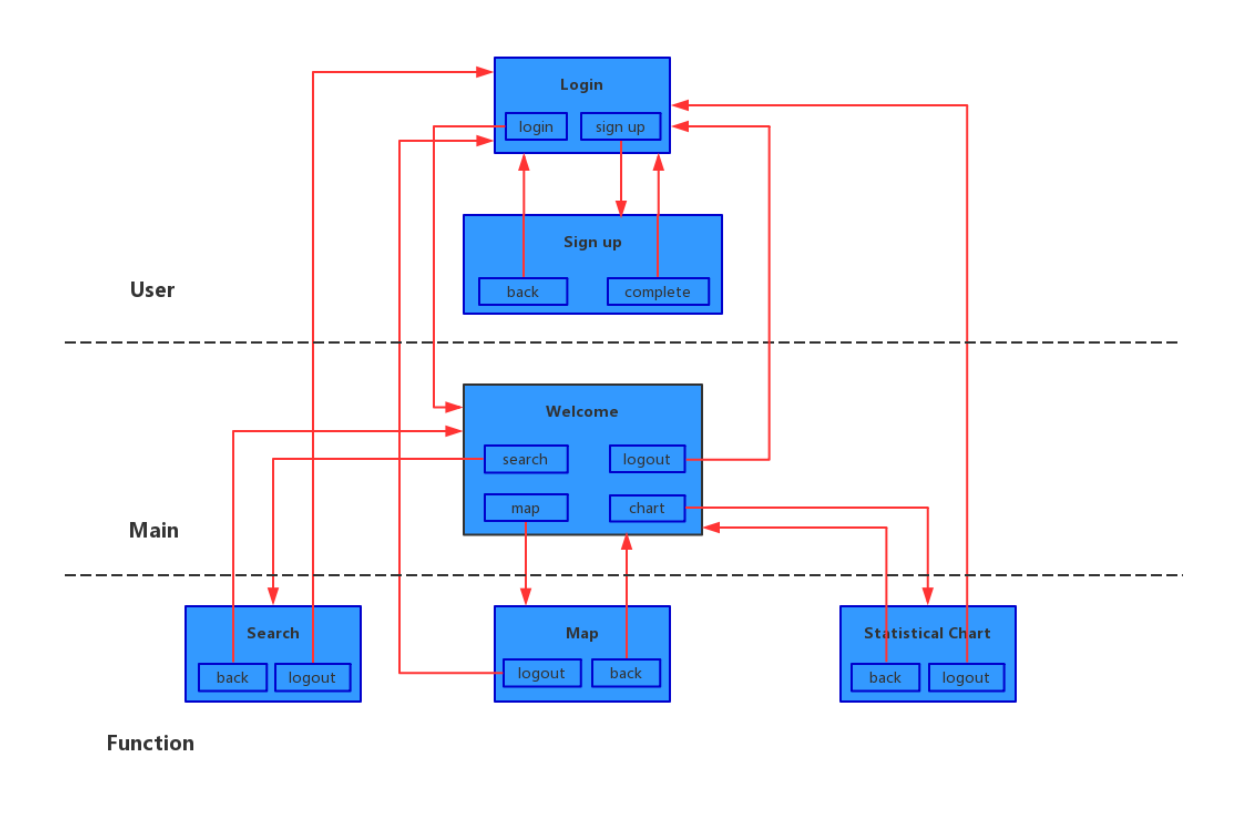 Login
login
sign up
Sign up
back
complete
User
Welcome
search
logout
map
chart
Main
Search
back
logout
Map
logout
back
Statistical Chart
back
logout
Function